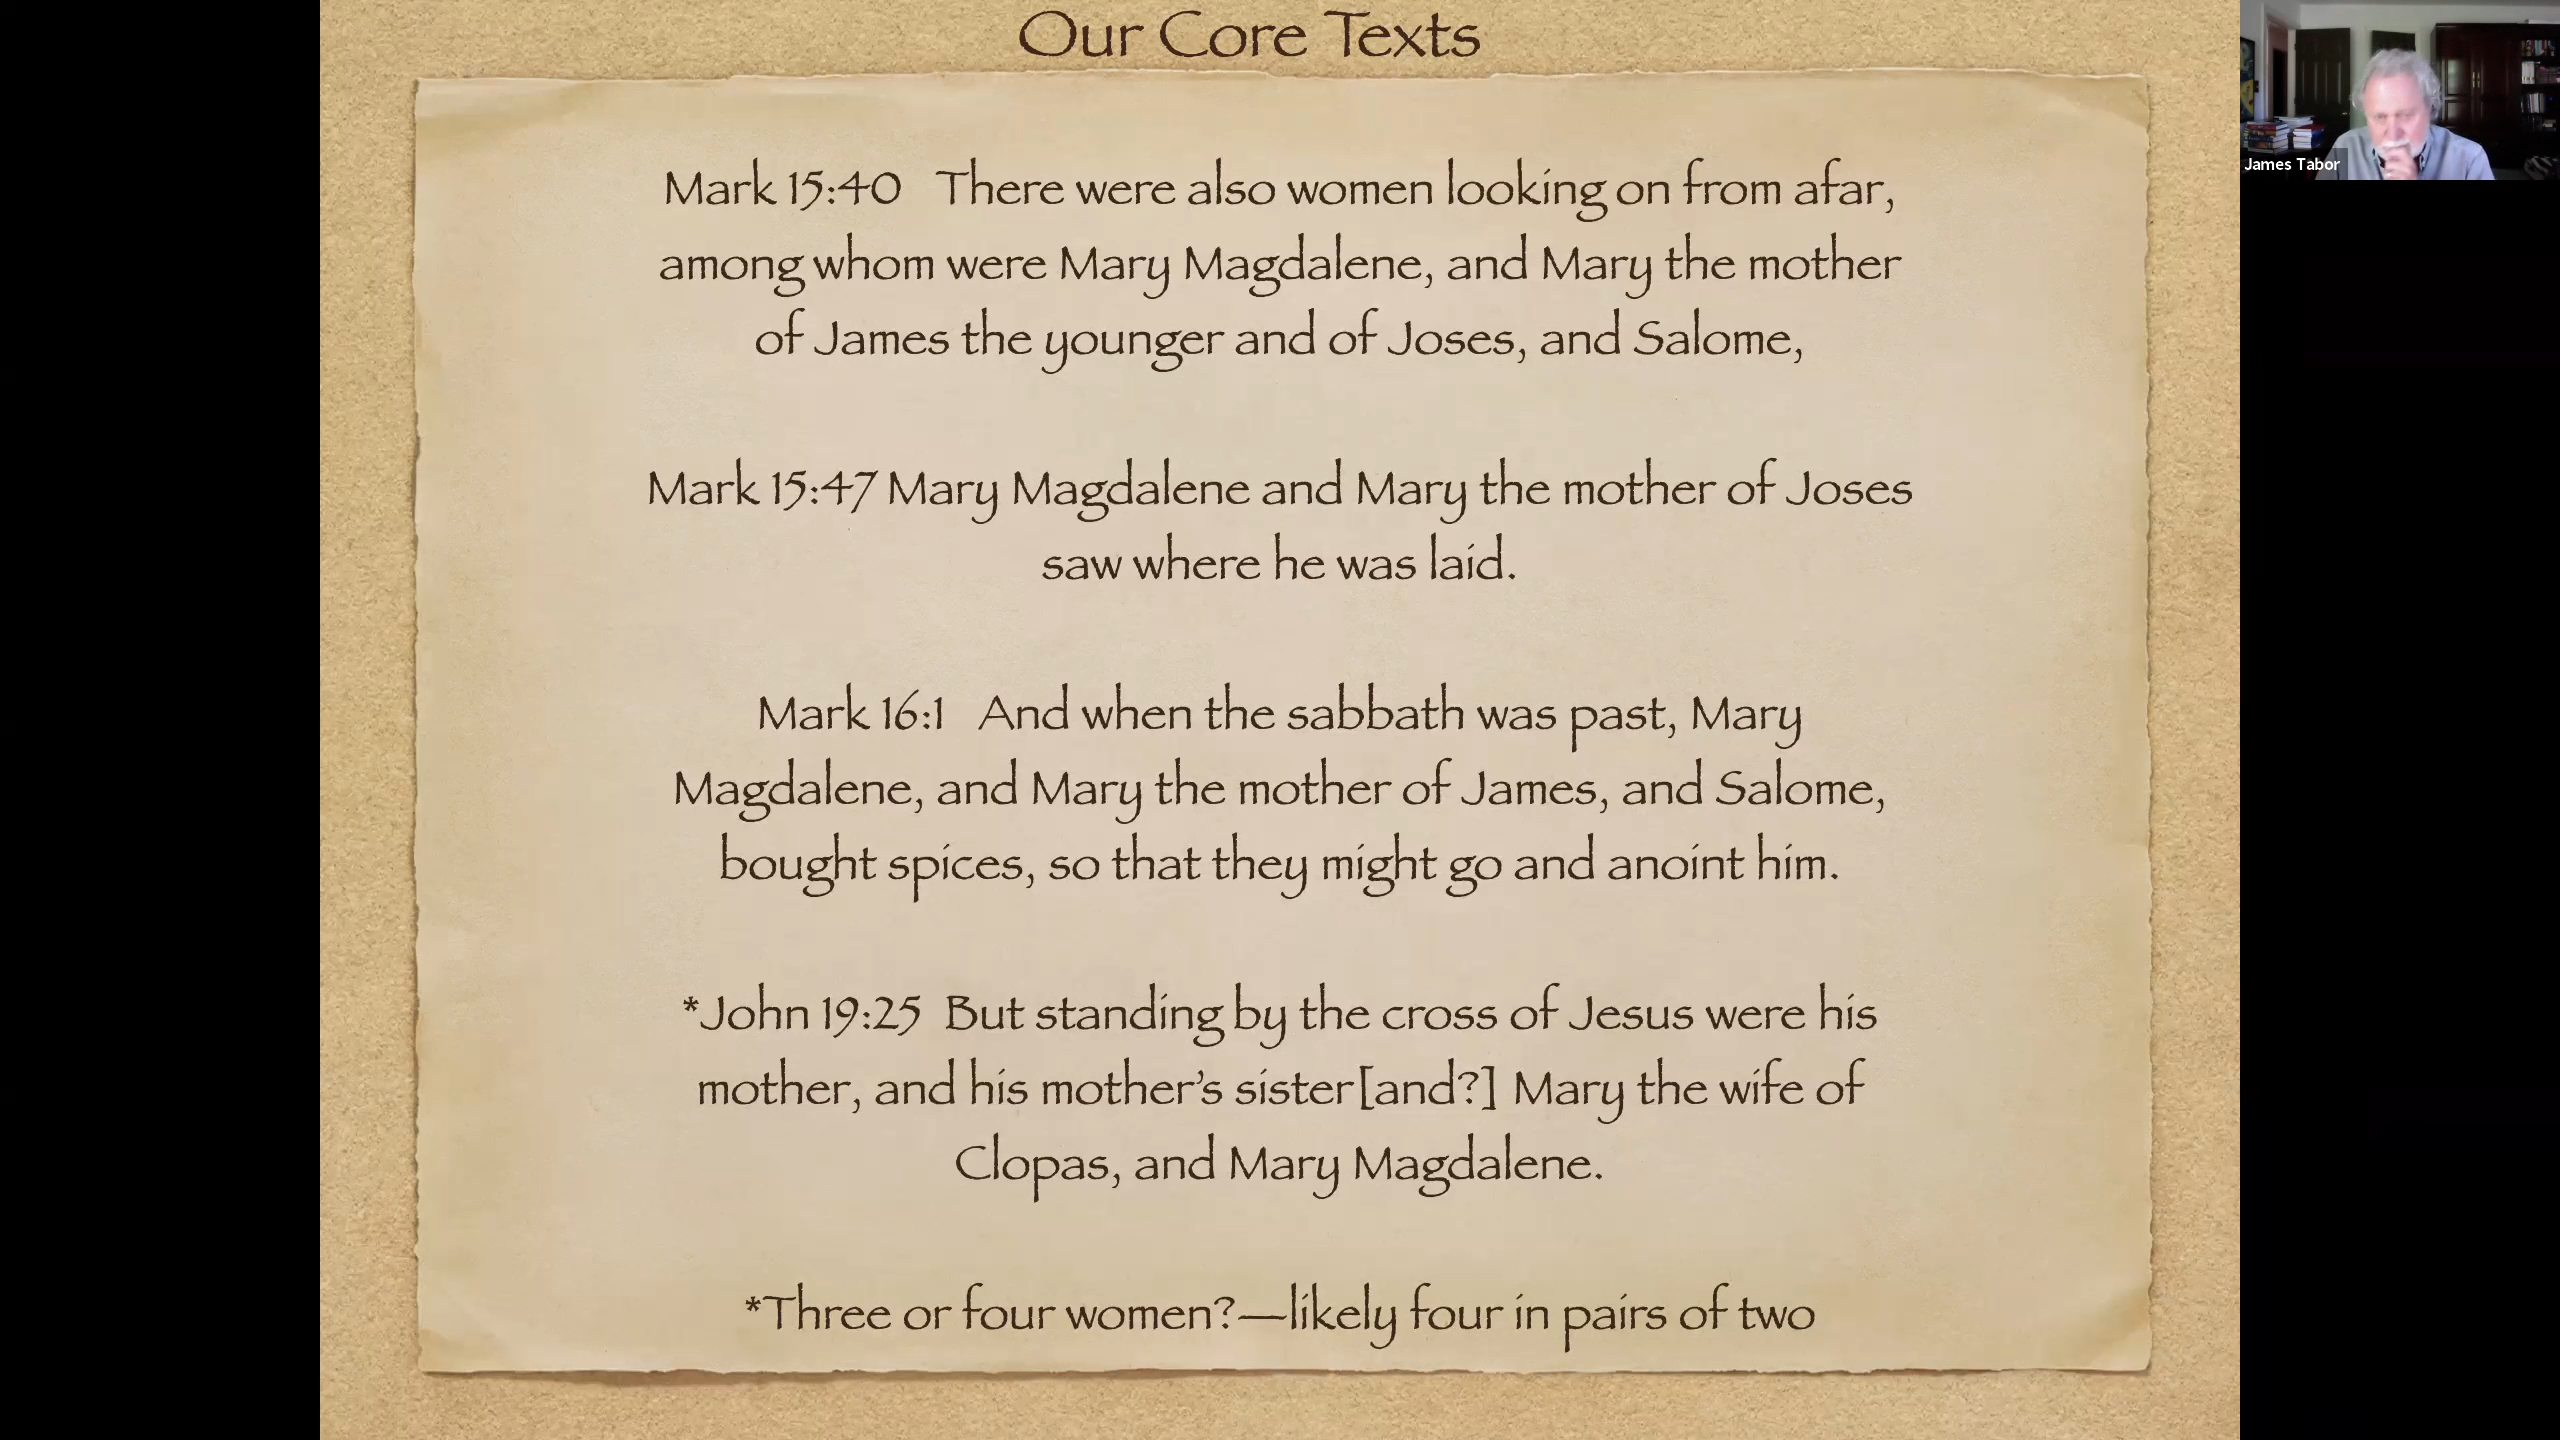 Our Core Texts
James Tabor
Mark 15:40 There were also women looking on from afar,
among whom were Mary Magdalene, and Mary the mother
of James the younger and of Joses, and Salome,
Mark 15:47 Mary Magdalene and Mary the mother of Joses
saw where he was laid.
Mark 16:1 And when the sabbath was past, Mary
Magdalene, and Mary the mother of James, and Salome,
bought spices, so that they might go and anoint him.
*John 19:25 But standing by the cross of Jesus were his
mother, and his mother’s sister[and?] Mary the wife of
Clopas, and Mary Magdalene.
*Three or four women?—likely four in pairs of two